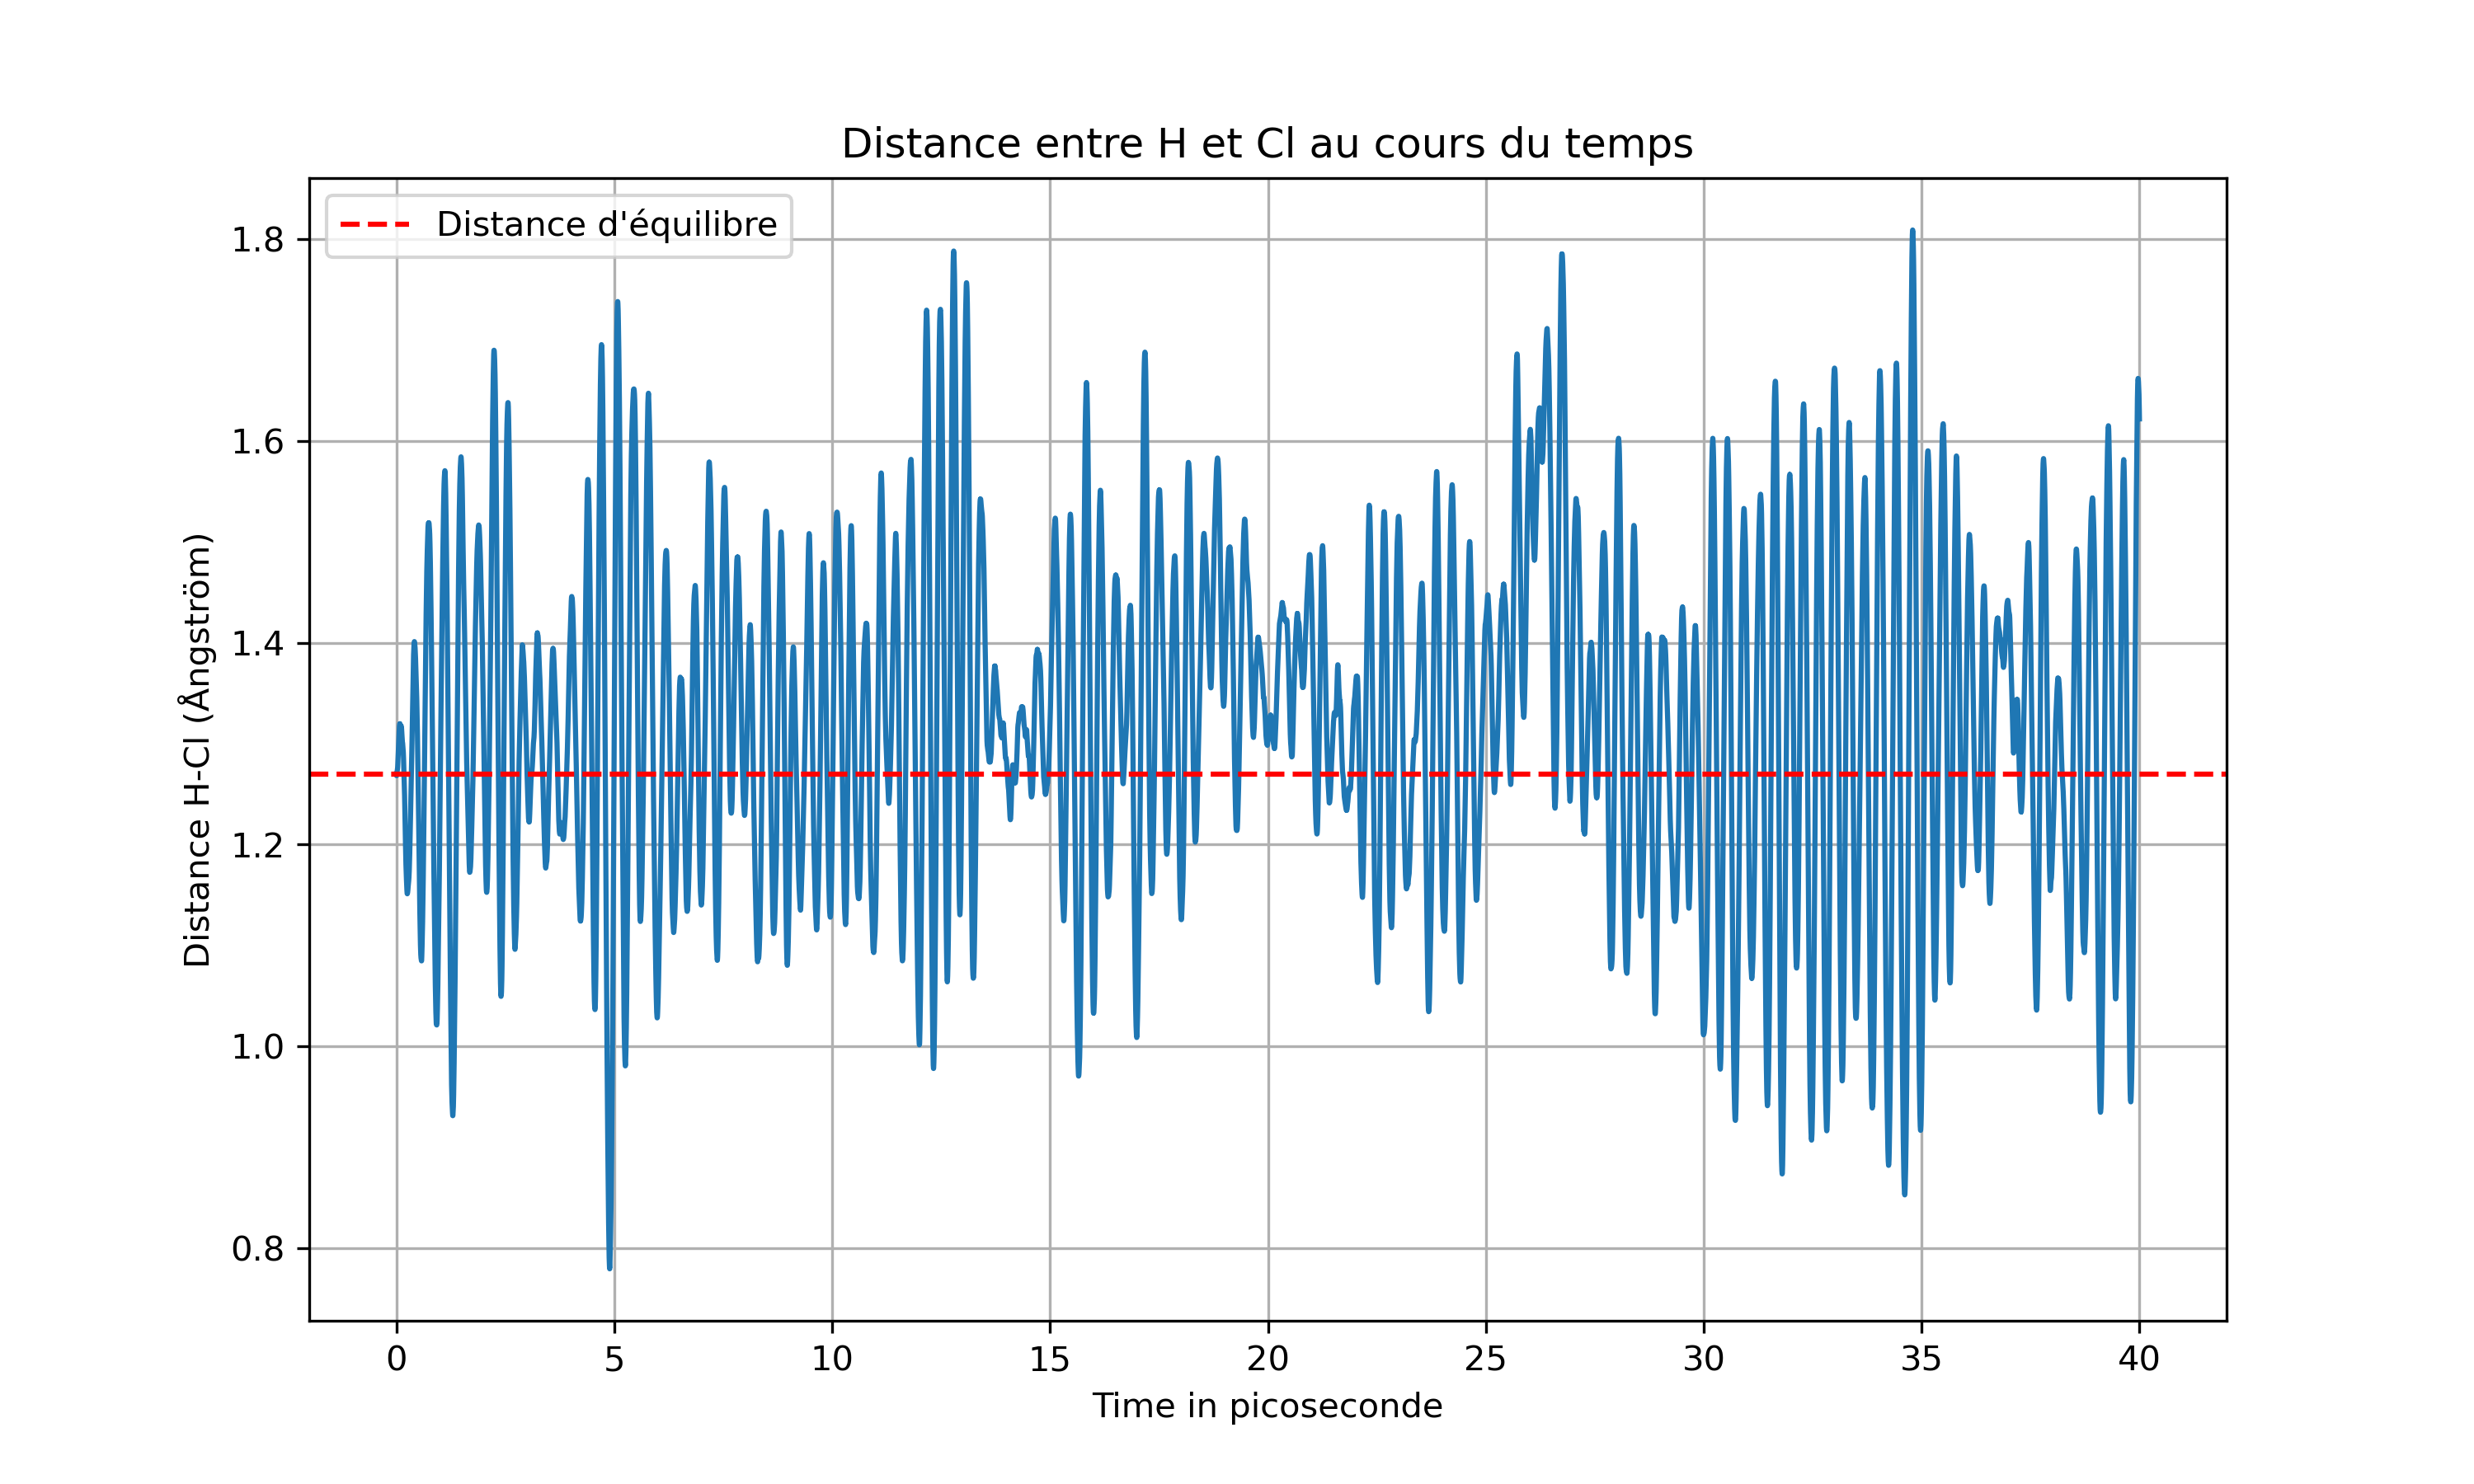 Distance entre H et Cl au cours du temps
Distance d'équilibre
Distance H-Cl (Ångström)
1.8
1.6
1.4
1.2
1.0
0.8
0 5 10 15 20 25 30 35 40
Time in picoseconde